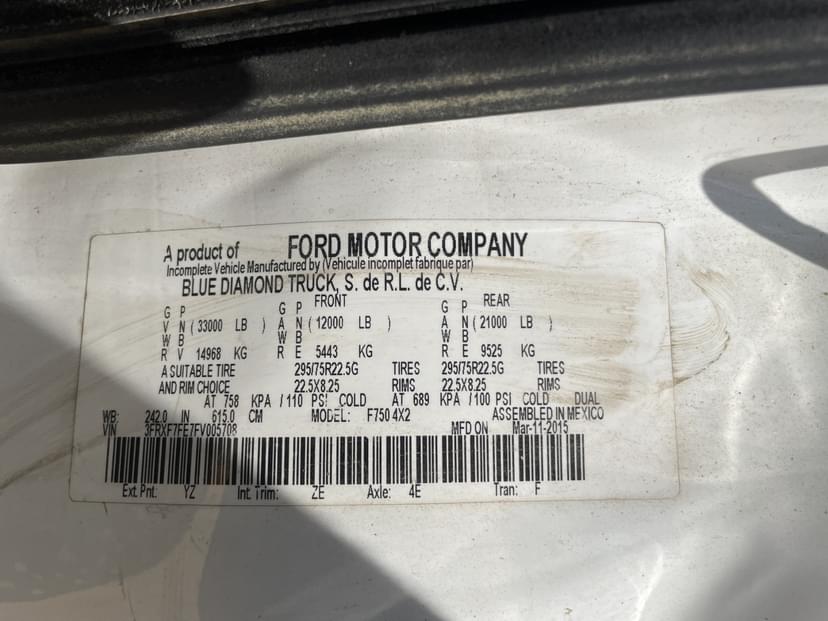 A product of FORD MOTOR COMPANY
Incomplete Vehicle Manufactured by (Vehicule incomplet fabrique par)
BLUE DIAMOND TRUCK, S. de R.L. de C.V.
G P G P FRONT G P REAR
V N ( 33000 LB ) A N ( 12000 LB ) A N ( 21000 LB )
W B W B W B
R V 14968 KG R E 5443 KG R E 9525 KG
A SUITABLE TIRE 295/75R22.5G TIRES 295/75R22.5G TIRES
AND RIM CHOICE 22.5X8.25 RIMS 22.5X8.25 RIMS
AT 758 KPA / 110 PSI COLD AT 689 KPA / 100 PSI COLD DUAL
WB: 242.0 IN 615.0 CM MODEL: F750 4X2 ASSEMBLED IN MEXICO
VIN 3FRXF7FE7FV005708 MFD ON Mar-11-2015
Ext Pnt: YZ Int Trim: ZE Axle: 4E Tran: F